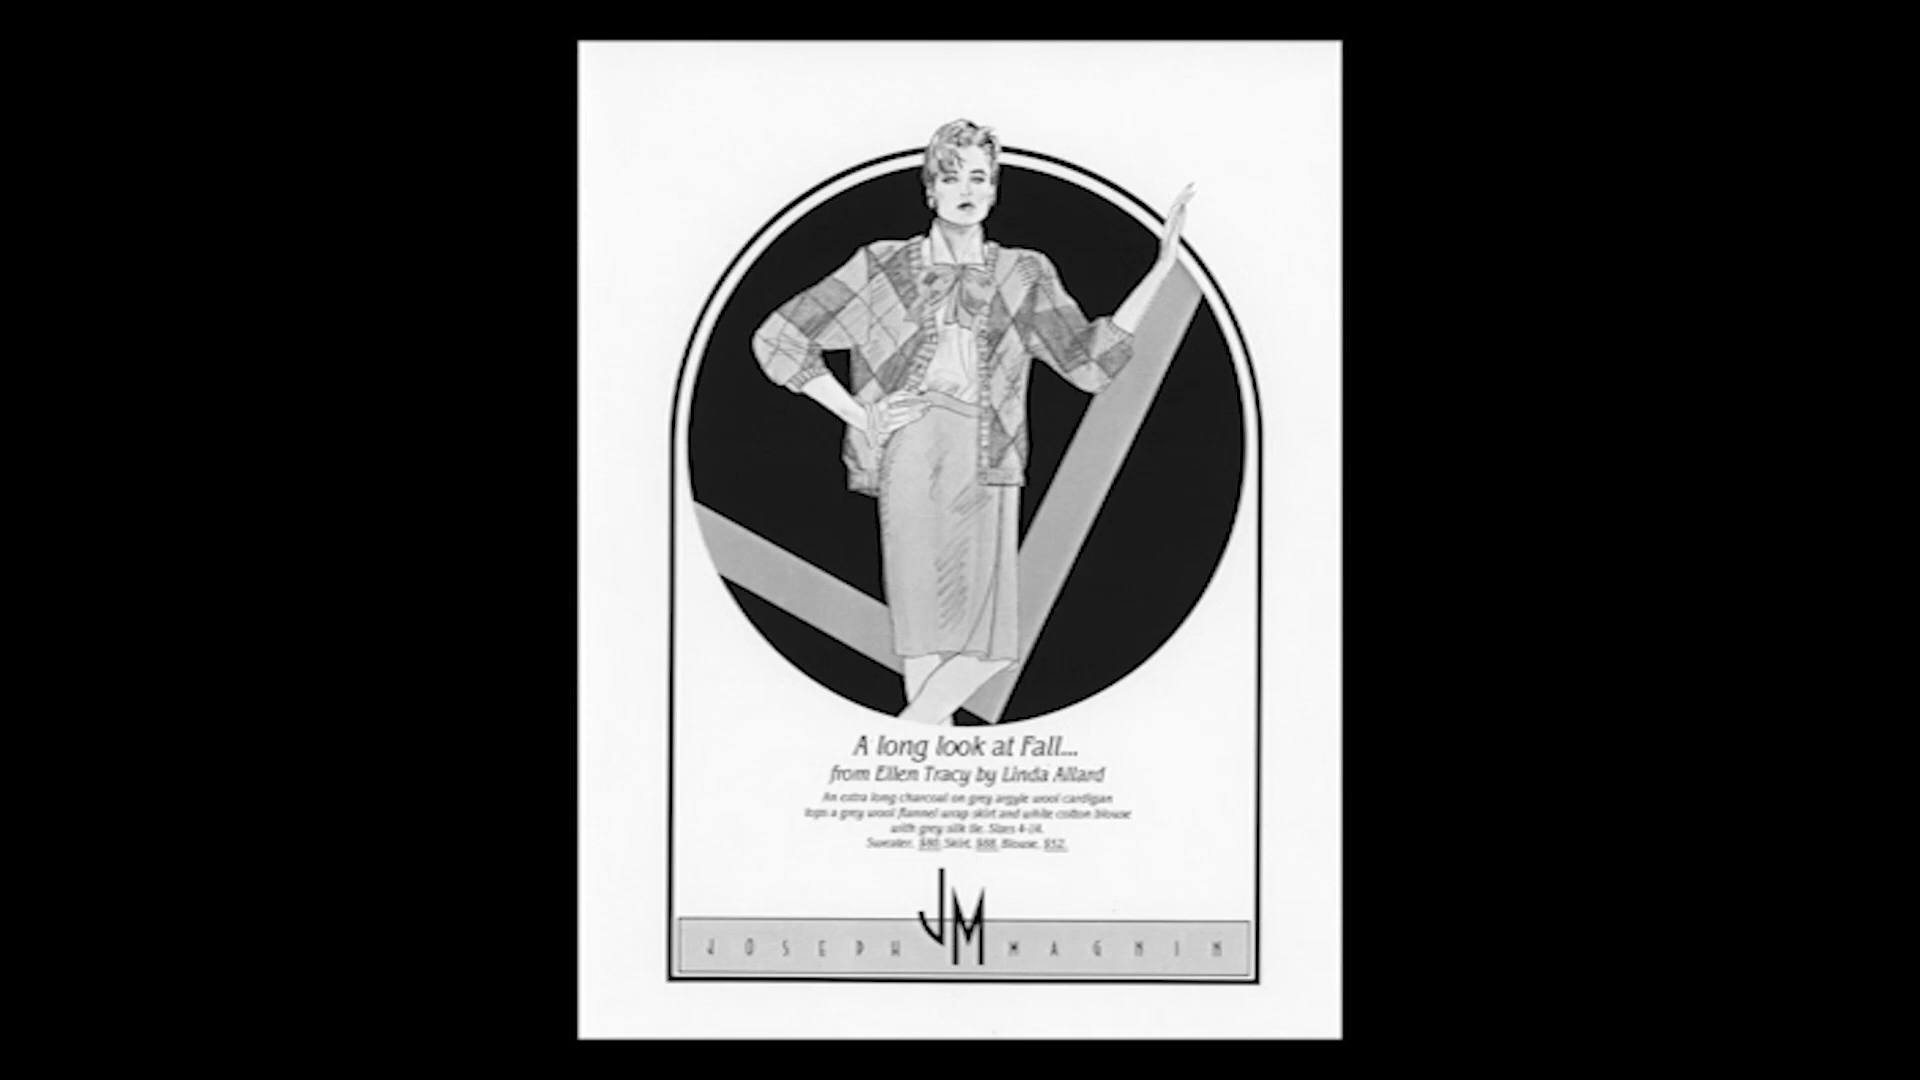 A long look at Fall...
from Ellen Tracy by Linda Allard
An extra long charcoal on grey argyle wool cardigan
tops a grey wool flannel wrap skirt and white cotton blouse
with grey silk tie. Sizes 4-14.
Sweater, $80. Skirt, $88. Blouse, $52.
JM
JOSEPH MAGNIN